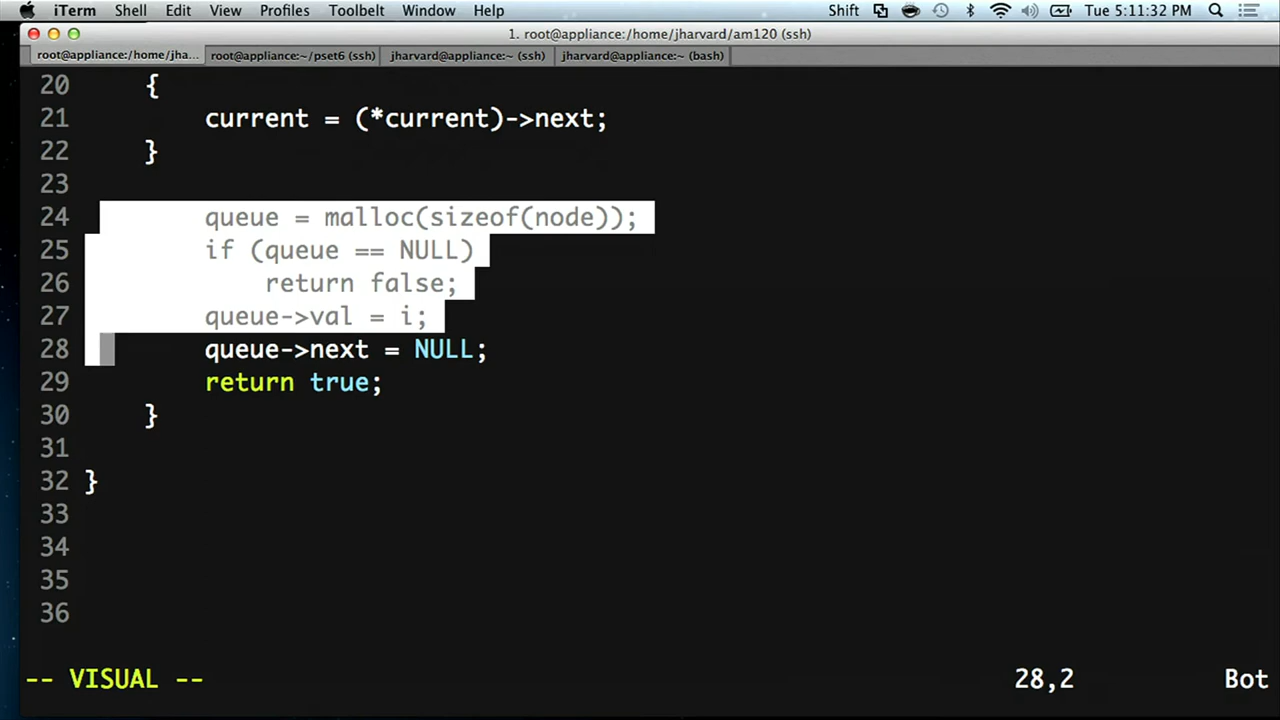 iTerm Shell Edit View Profiles Toolbelt Window Help Shift Tue 5:11:32 PM
1. root@appliance:/home/jharvard/am120 (ssh)
root@appliance:/home/jha... root@appliance:~/pset6 (ssh) jharvard@appliance:~ (ssh) jharvard@appliance:~ (bash)
20 {
21 current = (*current)->next;
22 }
23
24 queue = malloc(sizeof(node));
25 if (queue == NULL)
26 return false;
27 queue->val = i;
28 queue->next = NULL;
29 return true;
30 }
31
32 }
33
34
35
36
-- VISUAL -- 28,2 Bot